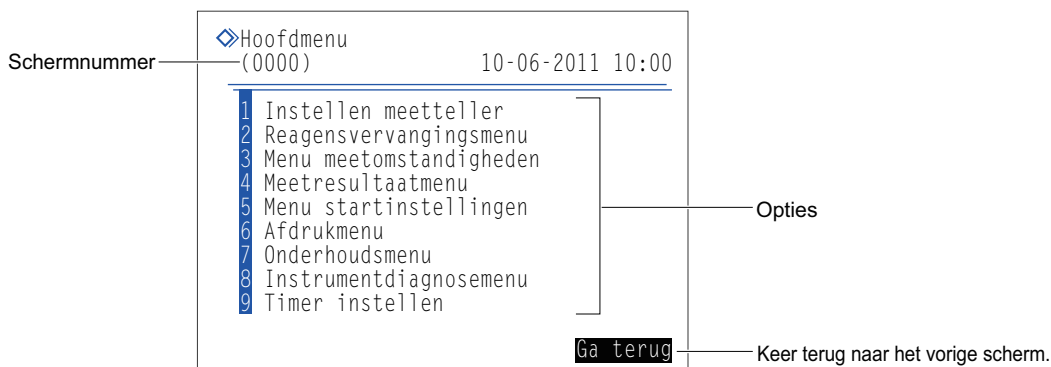 Hoofdmenu
Schermnummer
(0000) 10-06-2011 10:00
1 Instellen meetteller
2 Reagensvervangingsmenu
3 Menu meetomstandigheden
4 Meetresultaatmenu
5 Menu startinstellingen
6 Afdrukmenu
7 Onderhoudsmenu
8 Instrumentdiagnosemenu
9 Timer instellen
Opties
Ga terug
Keer terug naar het vorige scherm.